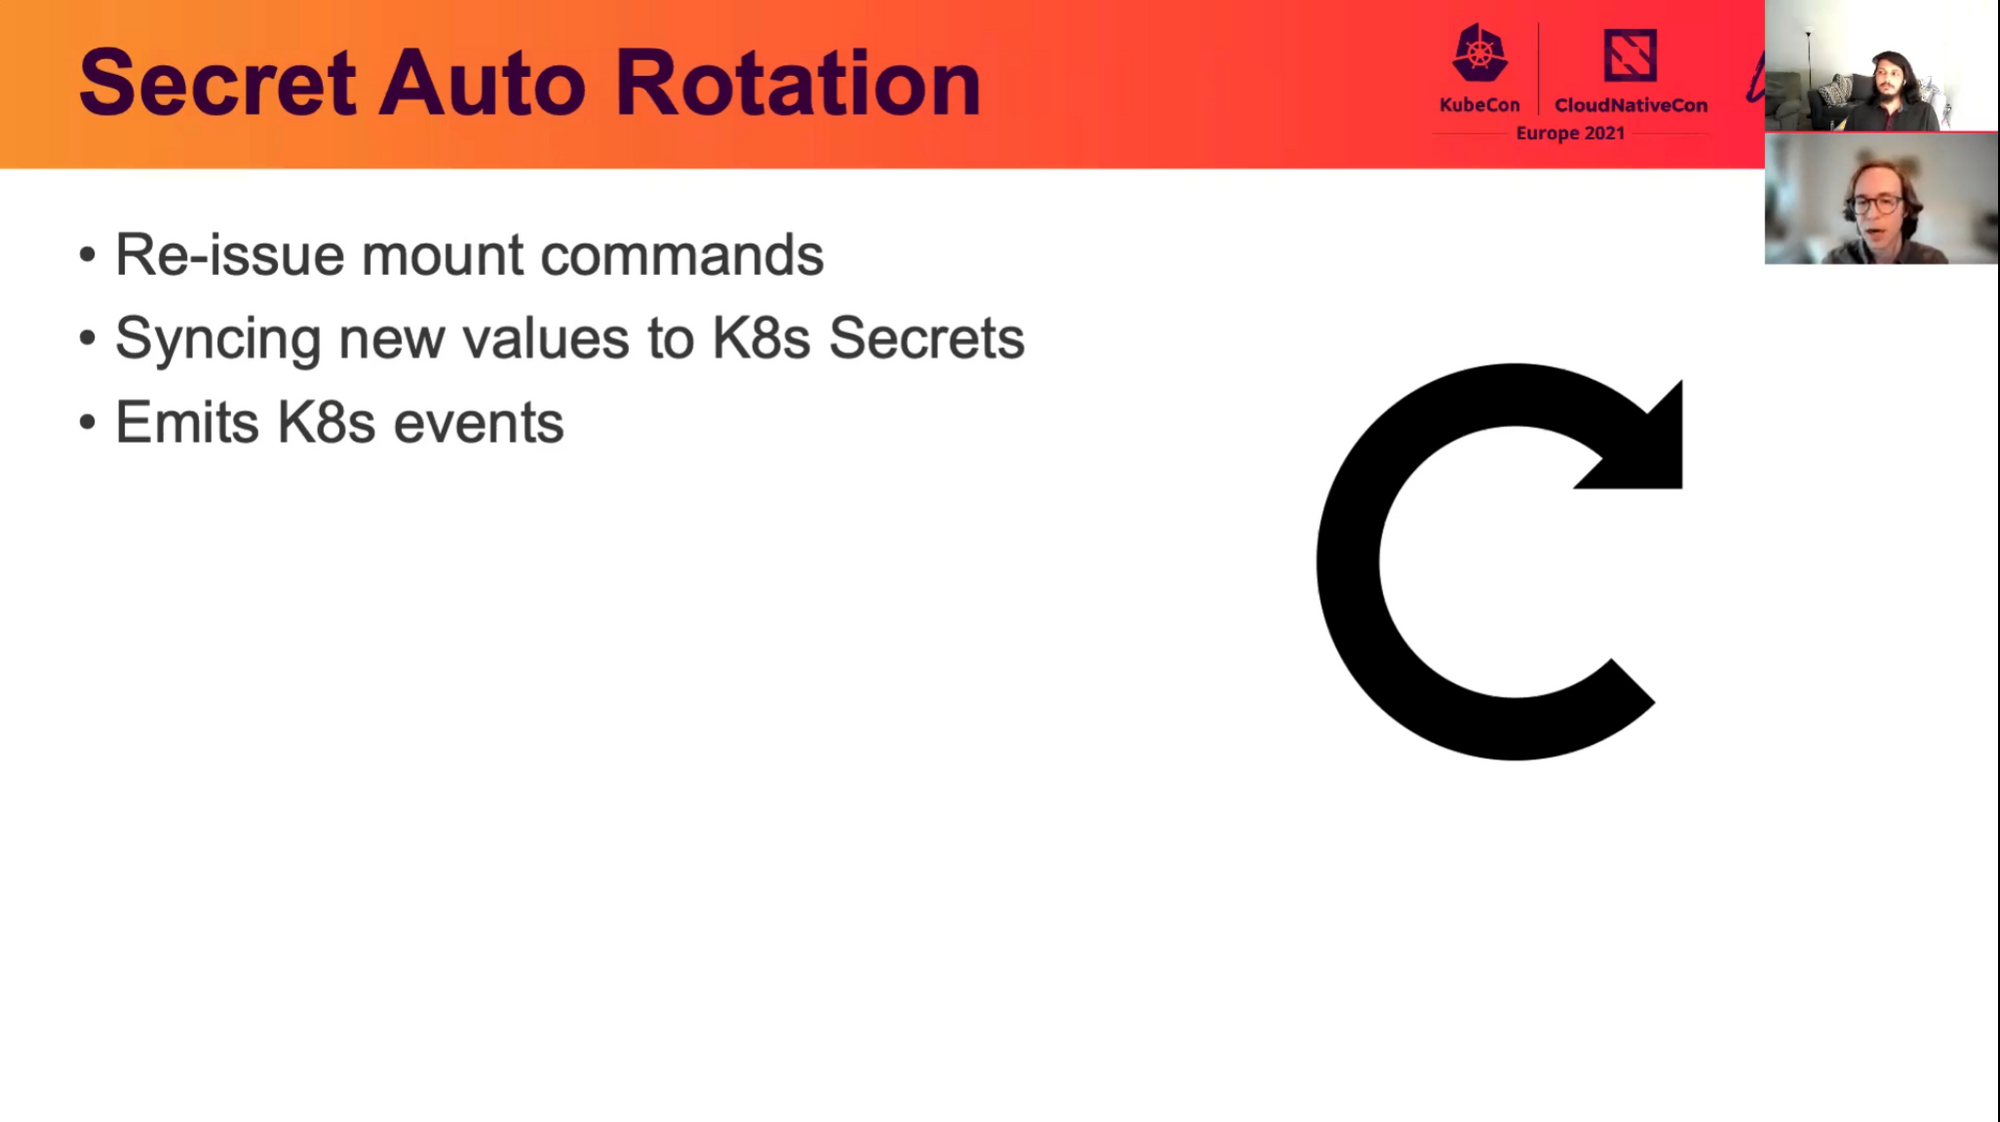 Secret Auto Rotation
KubeCon
CloudNativeCon
Europe 2021
• Re-issue mount commands
• Syncing new values to K8s Secrets
• Emits K8s events